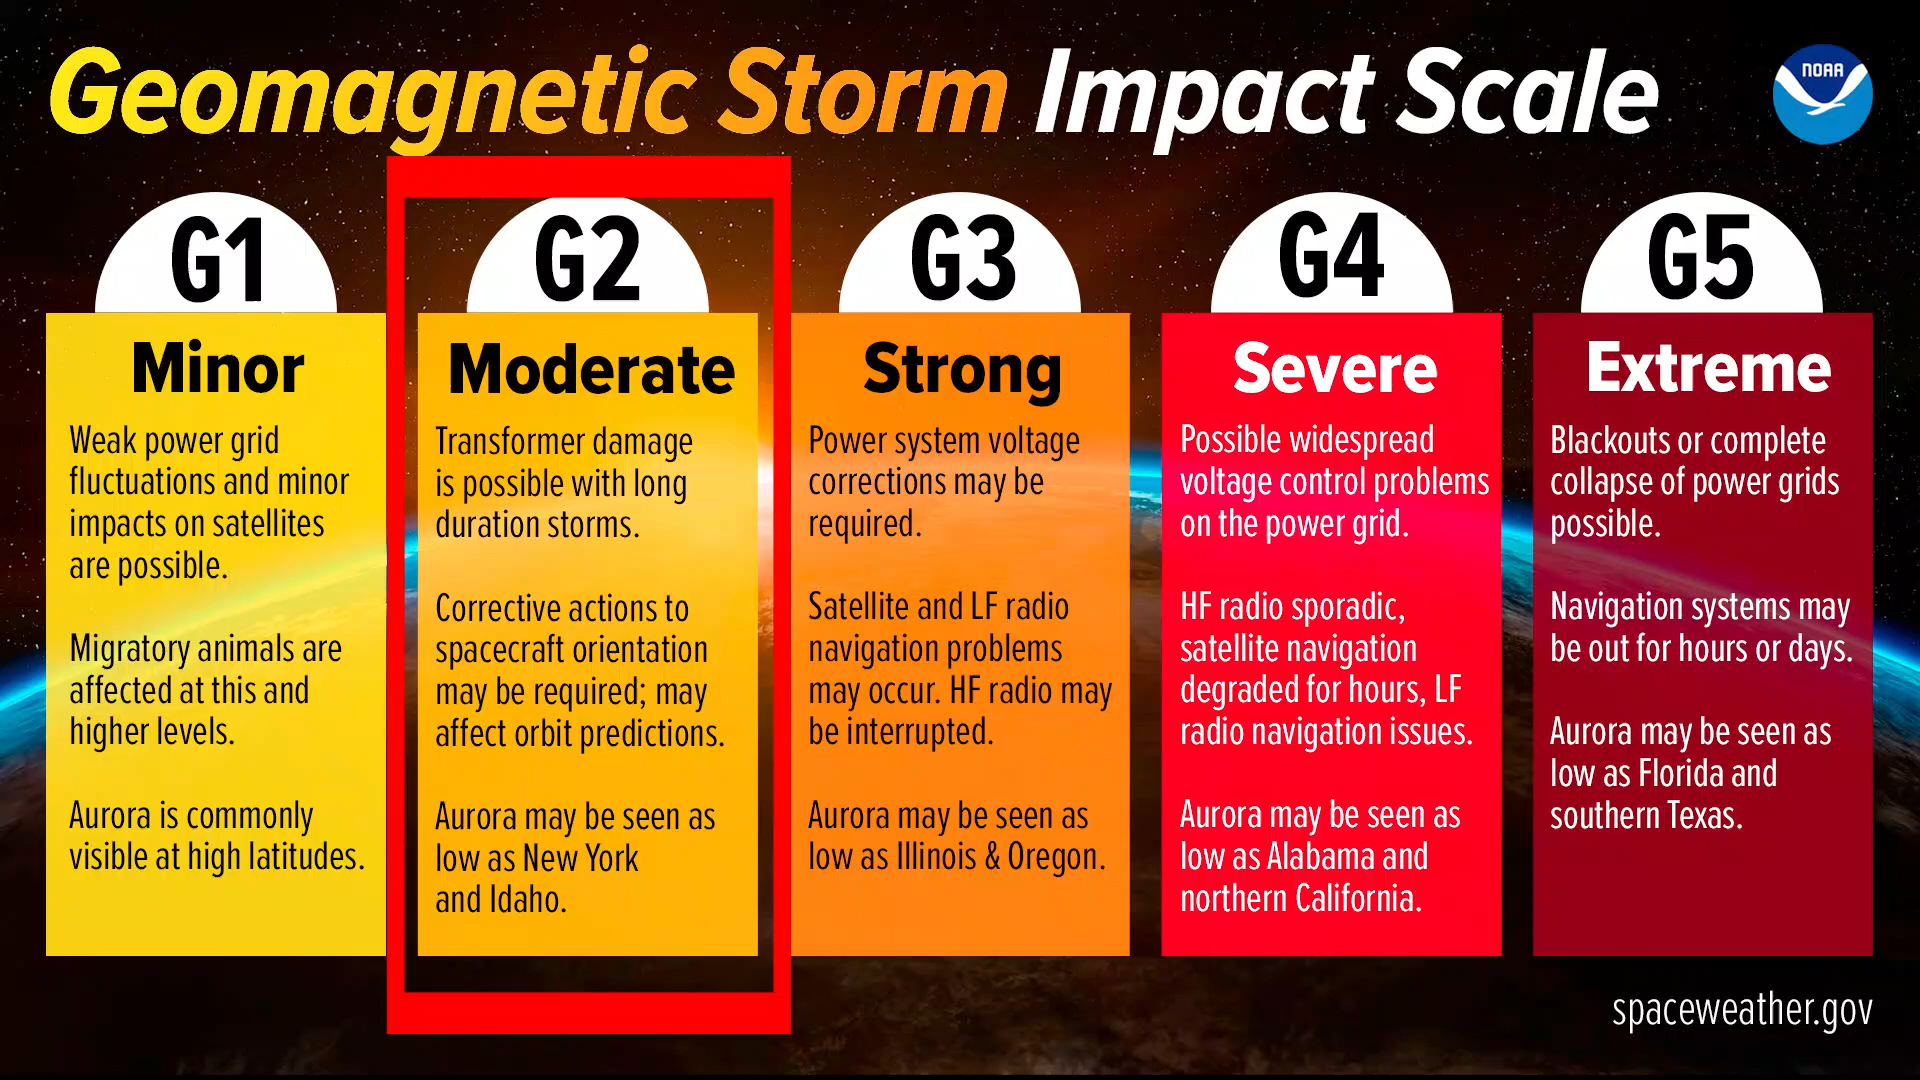 Geomagnetic Storm Impact Scale
NOAA
G1
Minor
Weak power grid
fluctuations and minor
impacts on satellites
are possible.
Migratory animals are
affected at this and
higher levels.
Aurora is commonly
visible at high latitudes.
G2
Moderate
Transformer damage
is possible with long
duration storms.
Corrective actions to
spacecraft orientation
may be required; may
affect orbit predictions.
Aurora may be seen as
low as New York
and Idaho.
G3
Strong
Power system voltage
corrections may be
required.
Satellite and LF radio
navigation problems
may occur. HF radio may
be interrupted.
Aurora may be seen as
low as Illinois & Oregon.
G4
Severe
Possible widespread
voltage control problems
on the power grid.
HF radio sporadic,
satellite navigation
degraded for hours, LF
radio navigation issues.
Aurora may be seen as
low as Alabama and
northern California.
G5
Extreme
Blackouts or complete
collapse of power grids
possible.
Navigation systems may
be out for hours or days.
Aurora may be seen as
low as Florida and
southern Texas.
spaceweather.gov